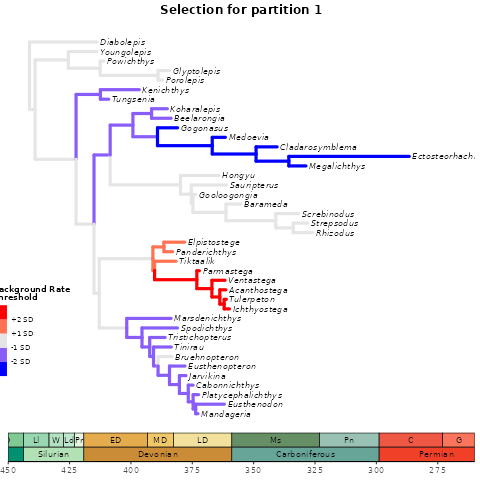 Selection for partition 1
Diabolepis
Youngolepis
Powichthys
Glyptolepis
Porolepis
Kenichthys
Tungsenia
Koharalepis
Beelarongia
Gogonasus
Medoevia
Cladarosymblema
Ectosteorhach
Megalichthys
Hongyu
Sauripterus
Gooloogongia
Barameda
Screbinodus
Strepsodus
Rhizodus
Elpistostege
Panderichthys
Tiktaalik
Parmastega
Ventastega
Acanthostega
Tulerpeton
Ichthyostega
Marsdenichthys
Spodichthys
Tristichopterus
Tinirau
Bruehnopteron
Eusthenopteron
Jarvikina
Cabonnichthys
Platycephalichthys
Eusthenodon
Mandageria
ackground Rate
hreshold
+2 SD
+1 SD
-1 SD
-2 SD
Ll W Ld Pr ED MD LD Ms Pn C G
Silurian Devonian Carboniferous Permian
450 425 400 375 350 325 300 275